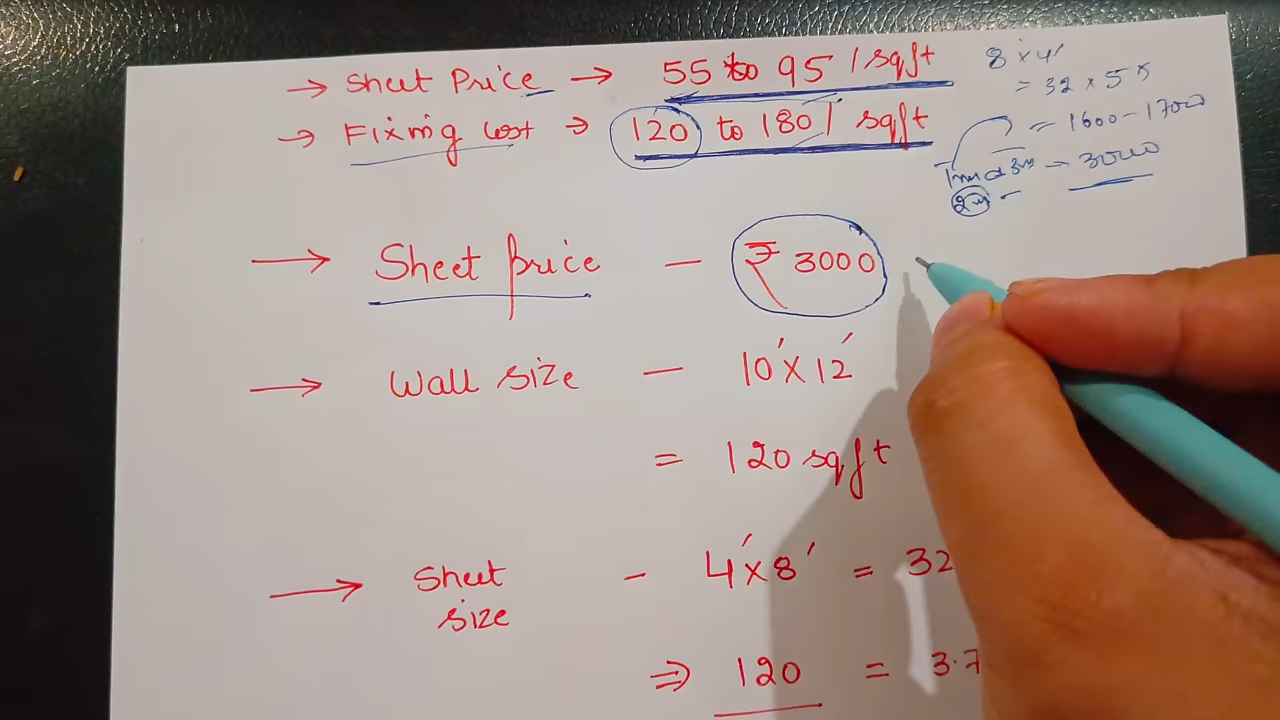 → Sheet Price → 55 to 95 / sqft
8 × 4'
= 32 × 55
→ Fixing Cost ⇒ 120 to 180 / sqft
= 1600 - 1700
- 3000
→ Sheet price - ₹ 3000
→ Wall size - 10' × 12'
= 120 sqft
→ Sheet size - 4' × 8' = 32
⇒ 120 = 3.7